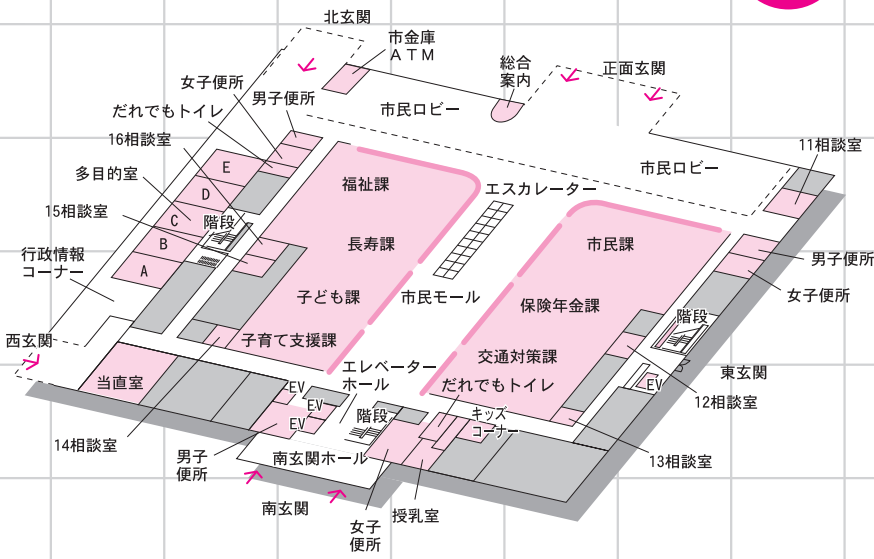 北玄関
市金庫
ＡＴＭ
総合
案内
正面玄関
女子便所
男子便所
だれでもトイレ
市民ロビー
16相談室
多目的室
15相談室
行政情報
コーナー
西玄関
E
D
C
B
A
階段
福祉課
長寿課
子ども課
子育て支援課
エスカレーター
市民モール
市民ロビー
11相談室
市民課
保険年金課
交通対策課
男子便所
女子便所
階段
東玄関
EV
12相談室
13相談室
エレベーター
ホール
だれでもトイレ
キッズ
コーナー
当直室
EV
EV
EV
階段
14相談室
男子
便所
南玄関ホール
南玄関
女子
便所
授乳室